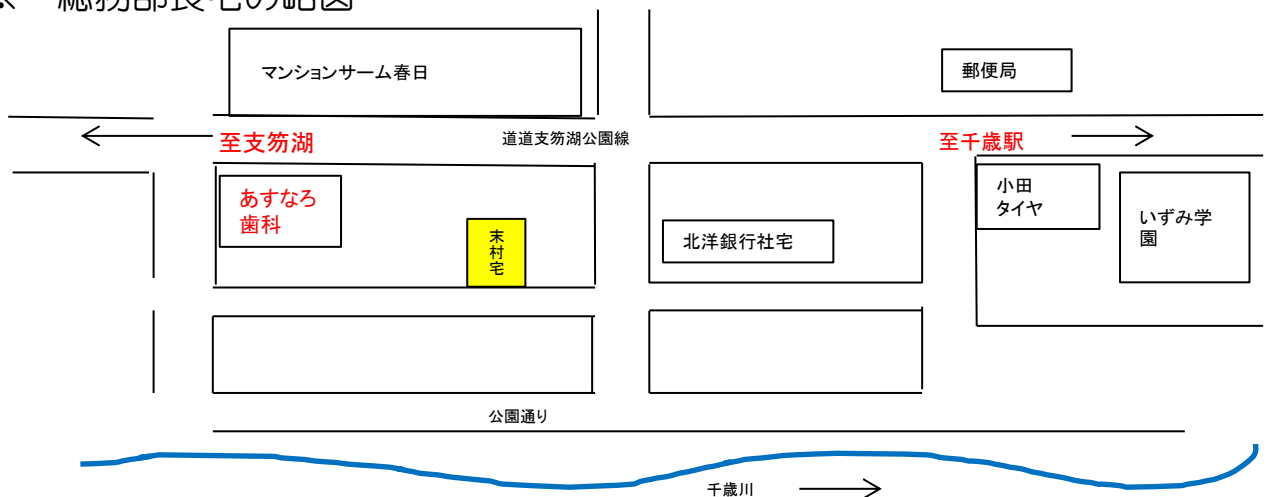 総務部長宅の略図
マンションサーム春日
郵便局
道道支笏湖公園線
至支笏湖
至千歳駅
あすなろ
歯科
末村宅
北洋銀行社宅
小田
タイヤ
いずみ学
園
公園通り
千歳川